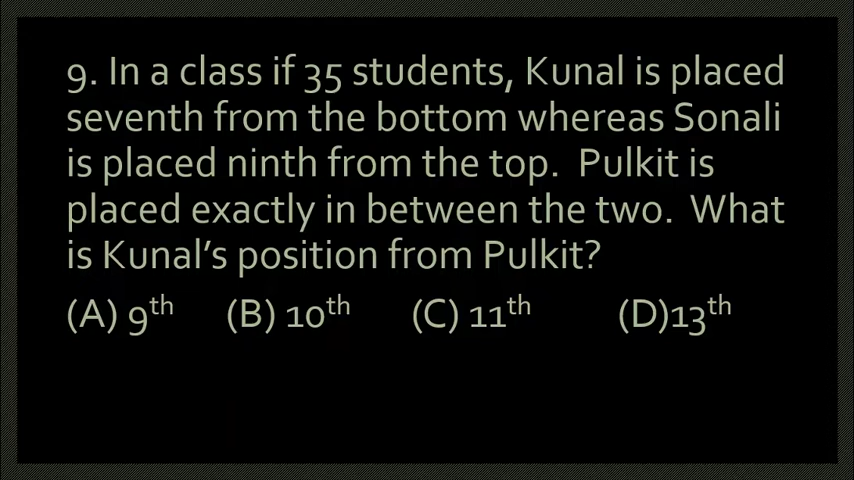 9. In a class if 35 students, Kunal is placed
seventh from the bottom whereas Sonali
is placed ninth from the top. Pulkit is
placed exactly in between the two. What
is Kunal's position from Pulkit?
(A) 9th (B) 10th (C) 11th (D)13th